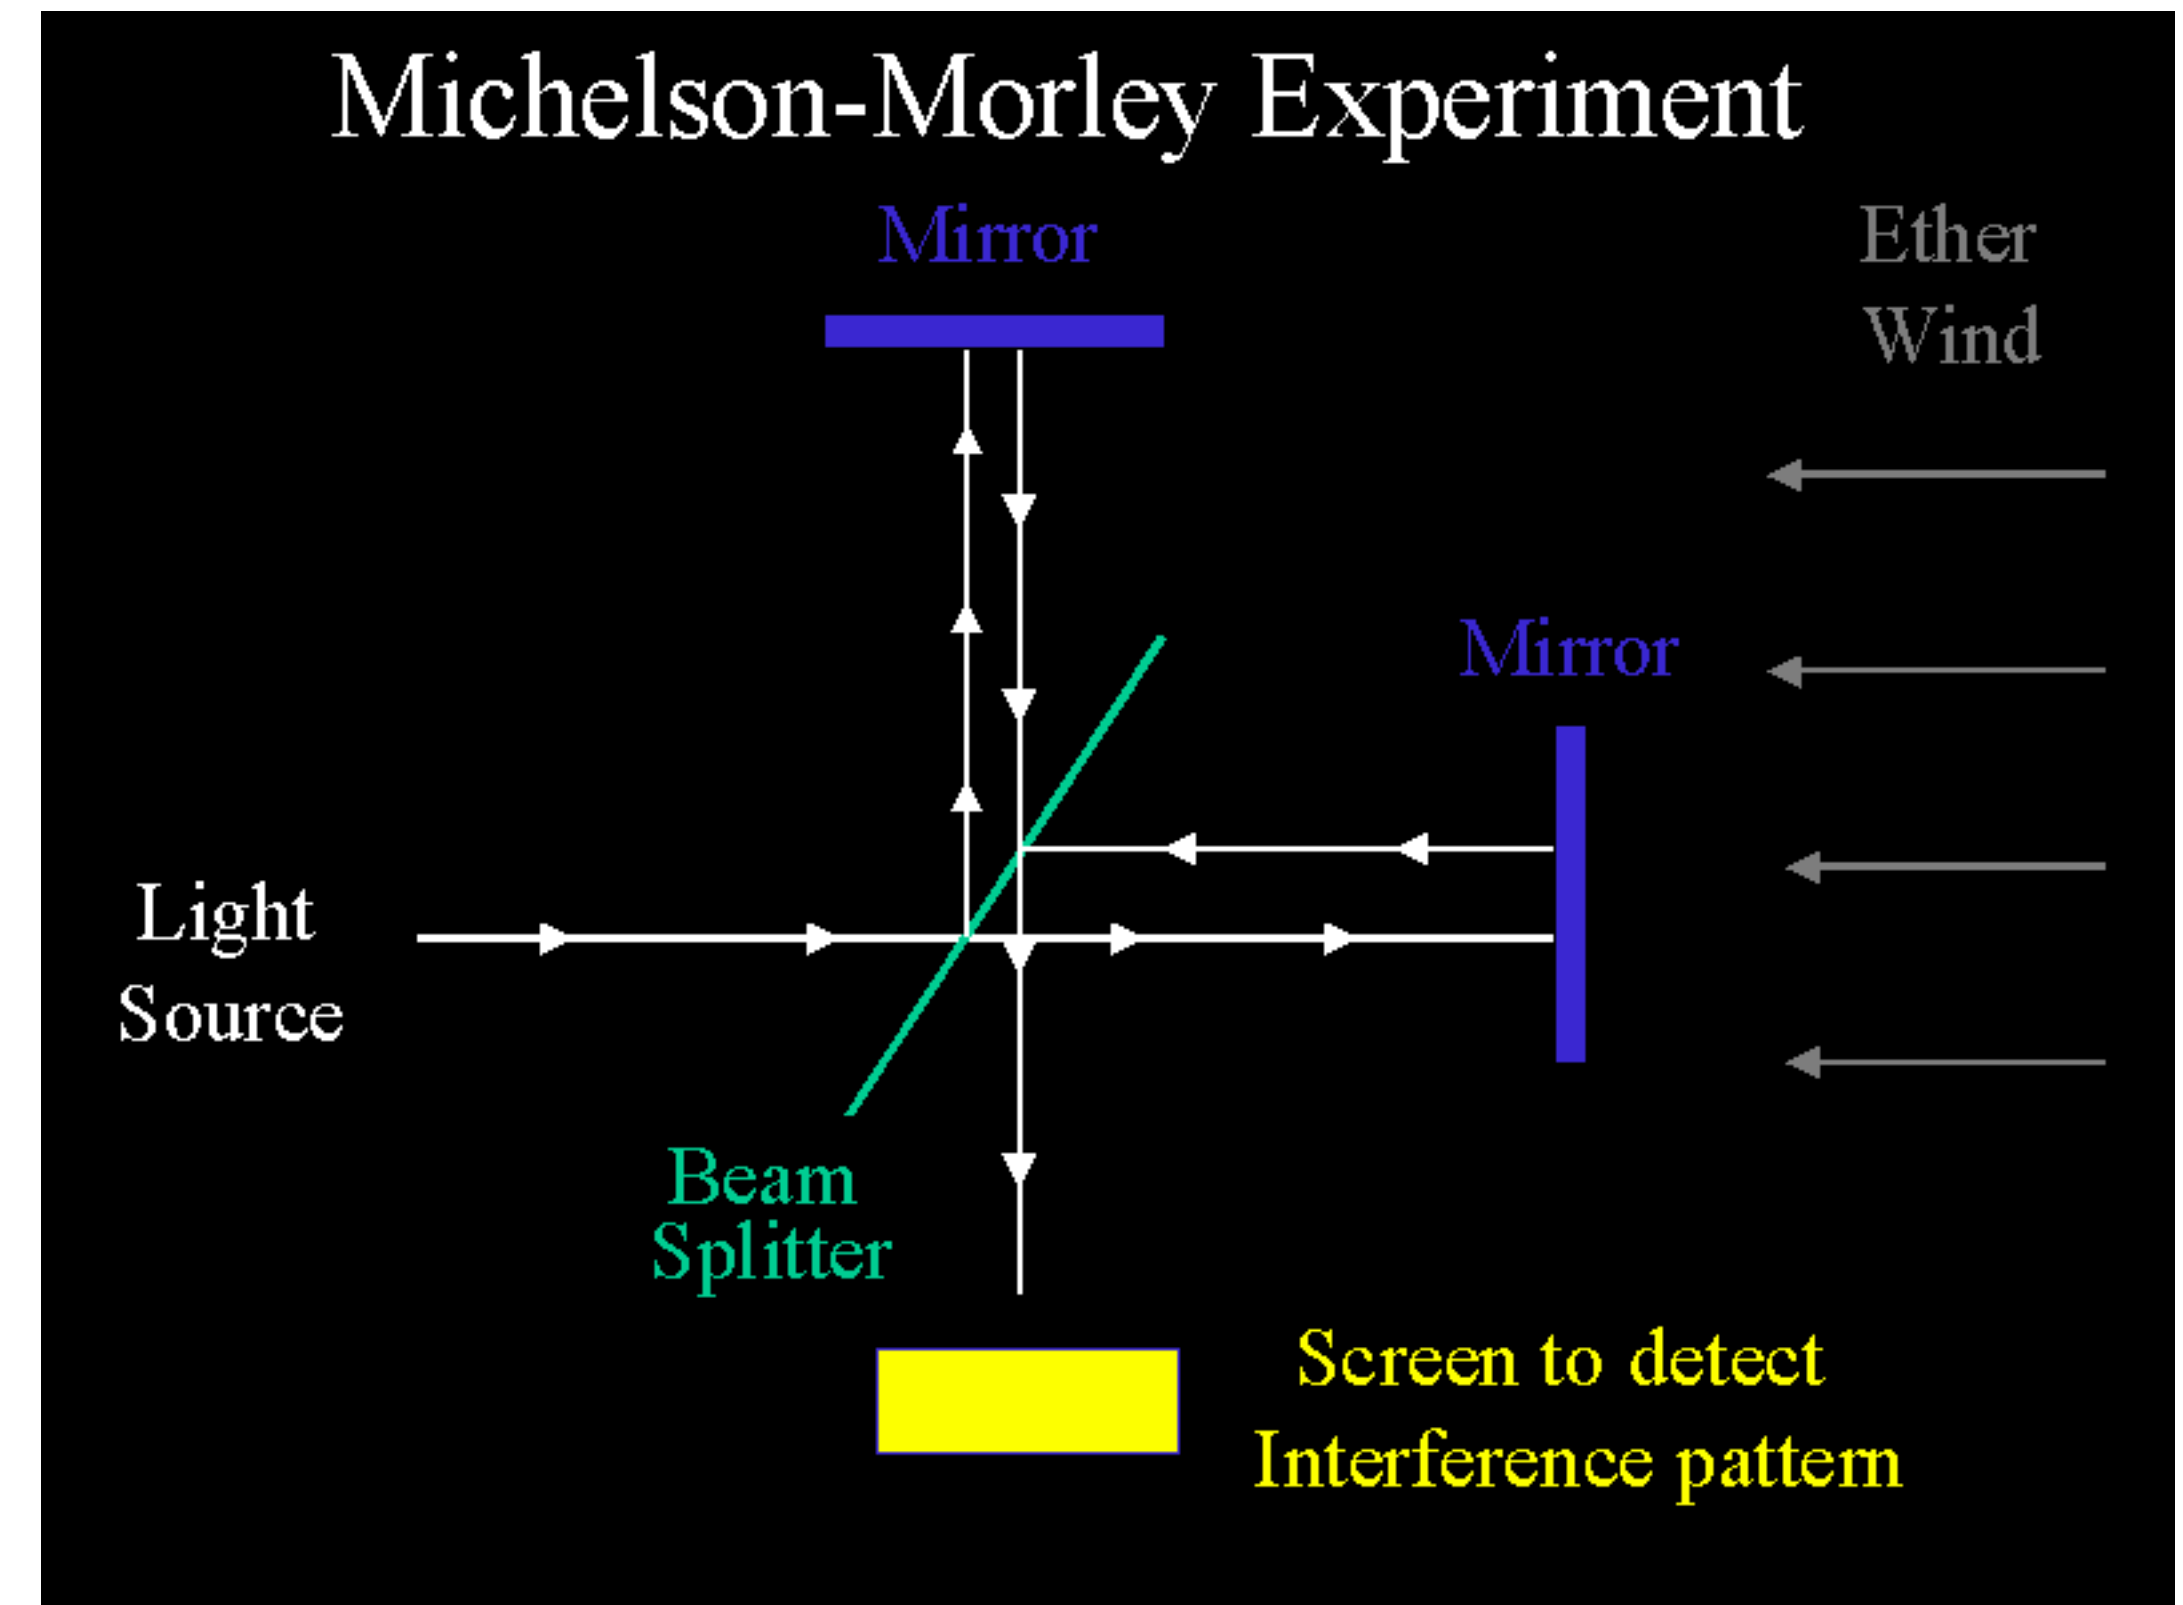 Michelson-Morley Experiment
Mirror
Ether
Wind
Mirror
Light
Source
Beam
Splitter
Screen to detect
Interference pattern